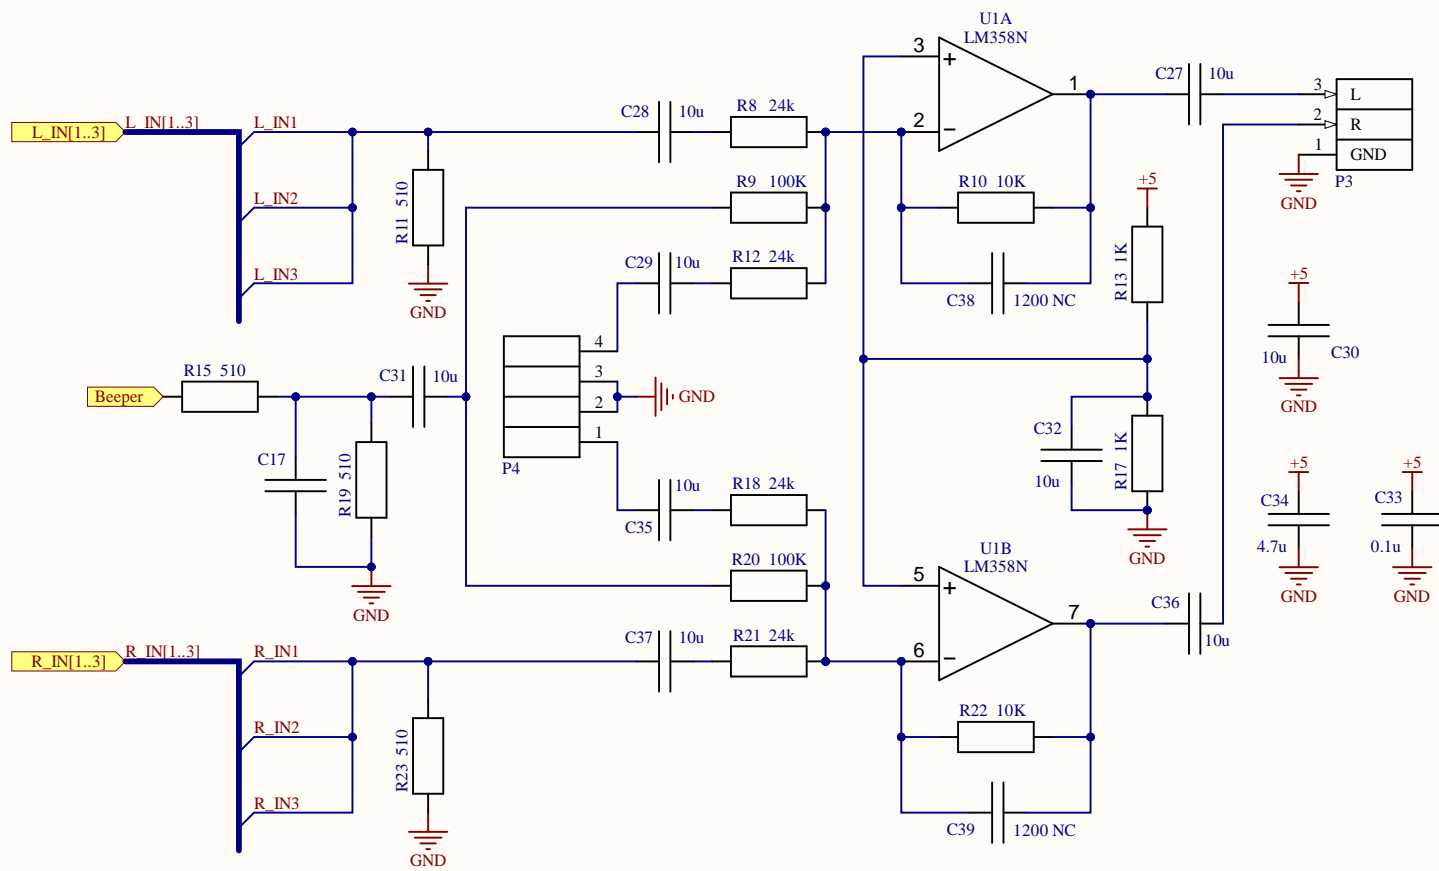 U1A
LM358N
3
+
2
−
1
C27
10u
3
L
2
R
1
GND
P3
GND
L_IN[1..3]
L_IN[1..3]
L_IN1
L_IN2
L_IN3
R11 510
GND
C28
10u
R8 24k
R9 100K
C29
10u
R12 24k
R10 10K
C38
1200 NC
+5
R13 1K
+5
10u
C30
GND
Beeper
R15 510
C31
10u
C17
R19 510
GND
4
3
2
1
P4
GND
C32
10u
R17 1K
GND
+5
C34
4.7u
GND
+5
C33
0.1u
GND
10u
C35
R18 24k
R20 100K
C37
10u
R21 24k
U1B
LM358N
5
+
6
−
7
C36
10u
R22 10K
C39
1200 NC
R_IN[1..3]
R_IN[1..3]
R_IN1
R_IN2
R_IN3
R23 510
GND